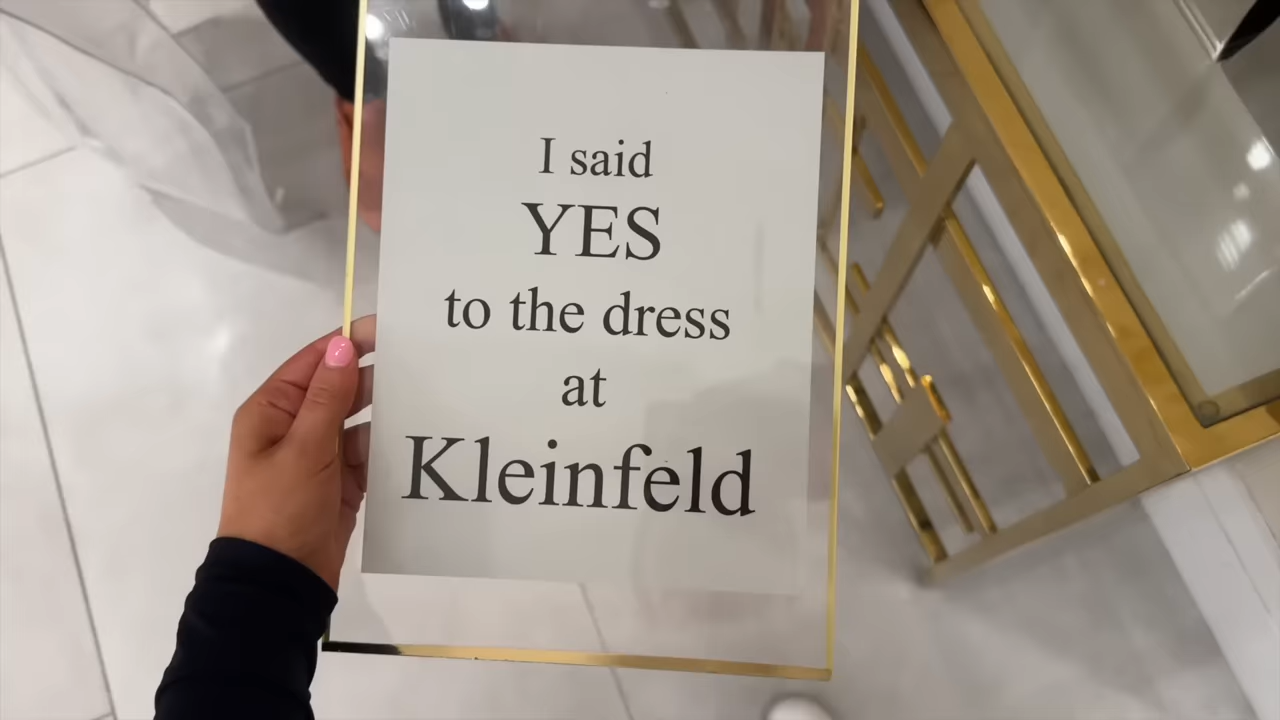 I said
YES
to the dress
at
Kleinfeld